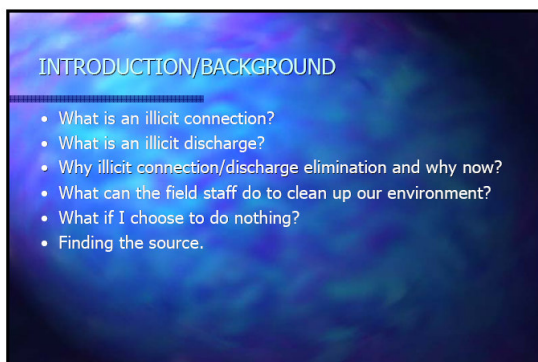 INTRODUCTION/BACKGROUND
• What is an illicit connection?
• What is an illicit discharge?
• Why illicit connection/discharge elimination and why now?
• What can the field staff do to clean up our environment?
• What if I choose to do nothing?
• Finding the source.